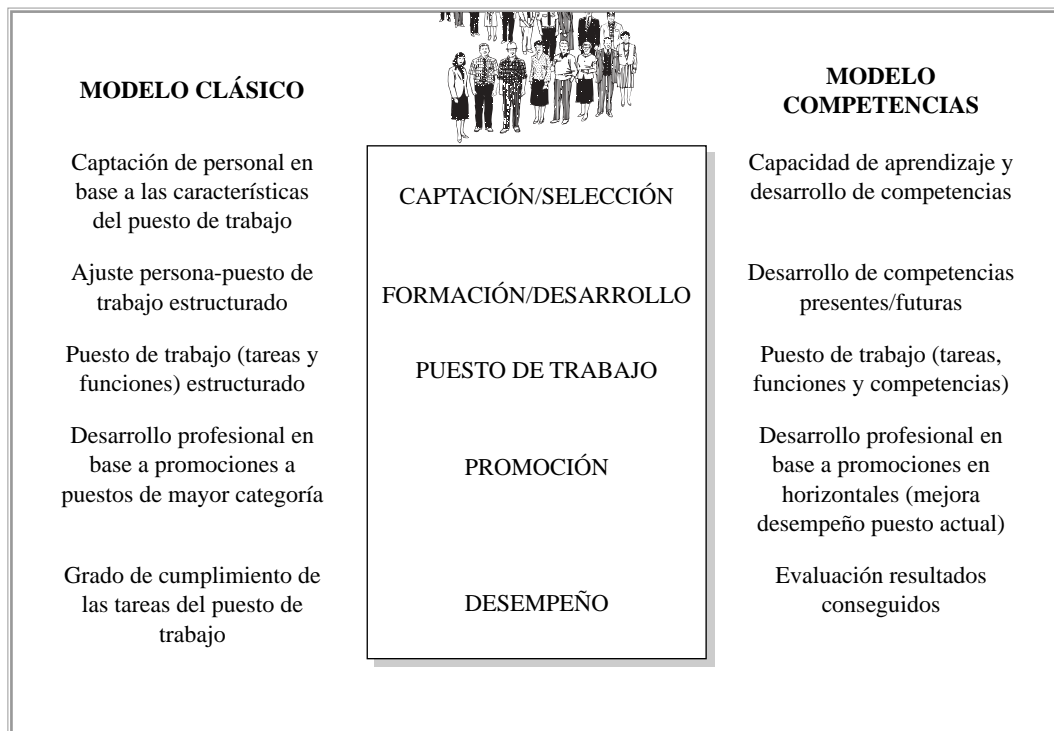 MODELO CLÁSICO
MODELO
COMPETENCIAS
Captación de personal en
base a las características
del puesto de trabajo
CAPTACIÓN/SELECCIÓN
Capacidad de aprendizaje y
desarrollo de competencias
Ajuste persona-puesto de
trabajo estructurado
FORMACIÓN/DESARROLLO
Desarrollo de competencias
presentes/futuras
Puesto de trabajo (tareas y
funciones) estructurado
PUESTO DE TRABAJO
Puesto de trabajo (tareas,
funciones y competencias)
Desarrollo profesional en
base a promociones a
puestos de mayor categoría
PROMOCIÓN
Desarrollo profesional en
base a promociones en
horizontales (mejora
desempeño puesto actual)
Grado de cumplimiento de
las tareas del puesto de
trabajo
DESEMPEÑO
Evaluación resultados
conseguidos